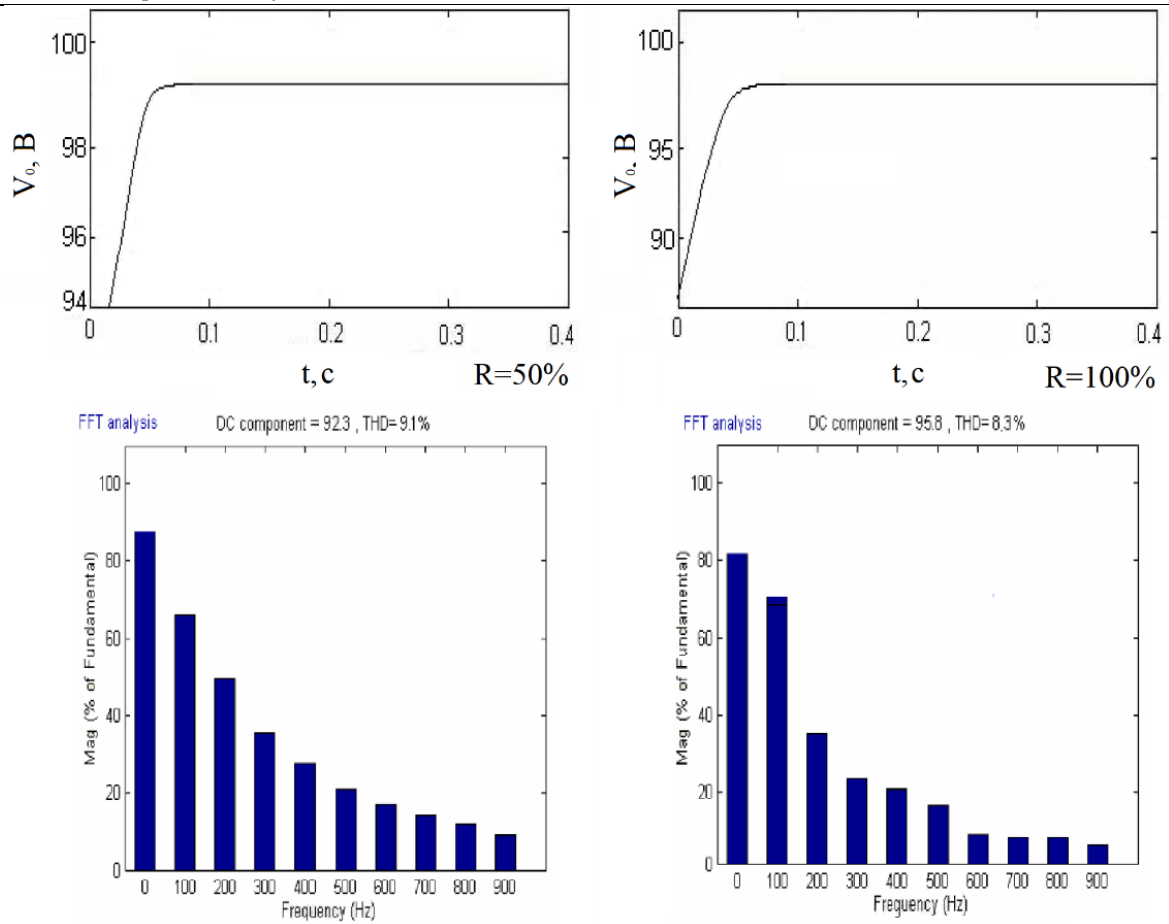 100
98
96
94
V₀, B
0 0.1 0.2 0.3 0.4
t, c R=50%
100
95
90
V₀. B
0 0.1 0.2 0.3 0.4
t, c R=100%
FFT analysis DC component = 92.3 , THD= 9.1%
100
80
60
40
20
0
Mag (% of Fundamental)
0 100 200 300 400 500 600 700 800 900
Frequency (Hz)
FFT analysis DC component = 95.8 , THD= 8,3%
100
80
60
40
20
0
Mag (% of Fundamental)
0 100 200 300 400 500 600 700 800 900
Frequency (Hz)